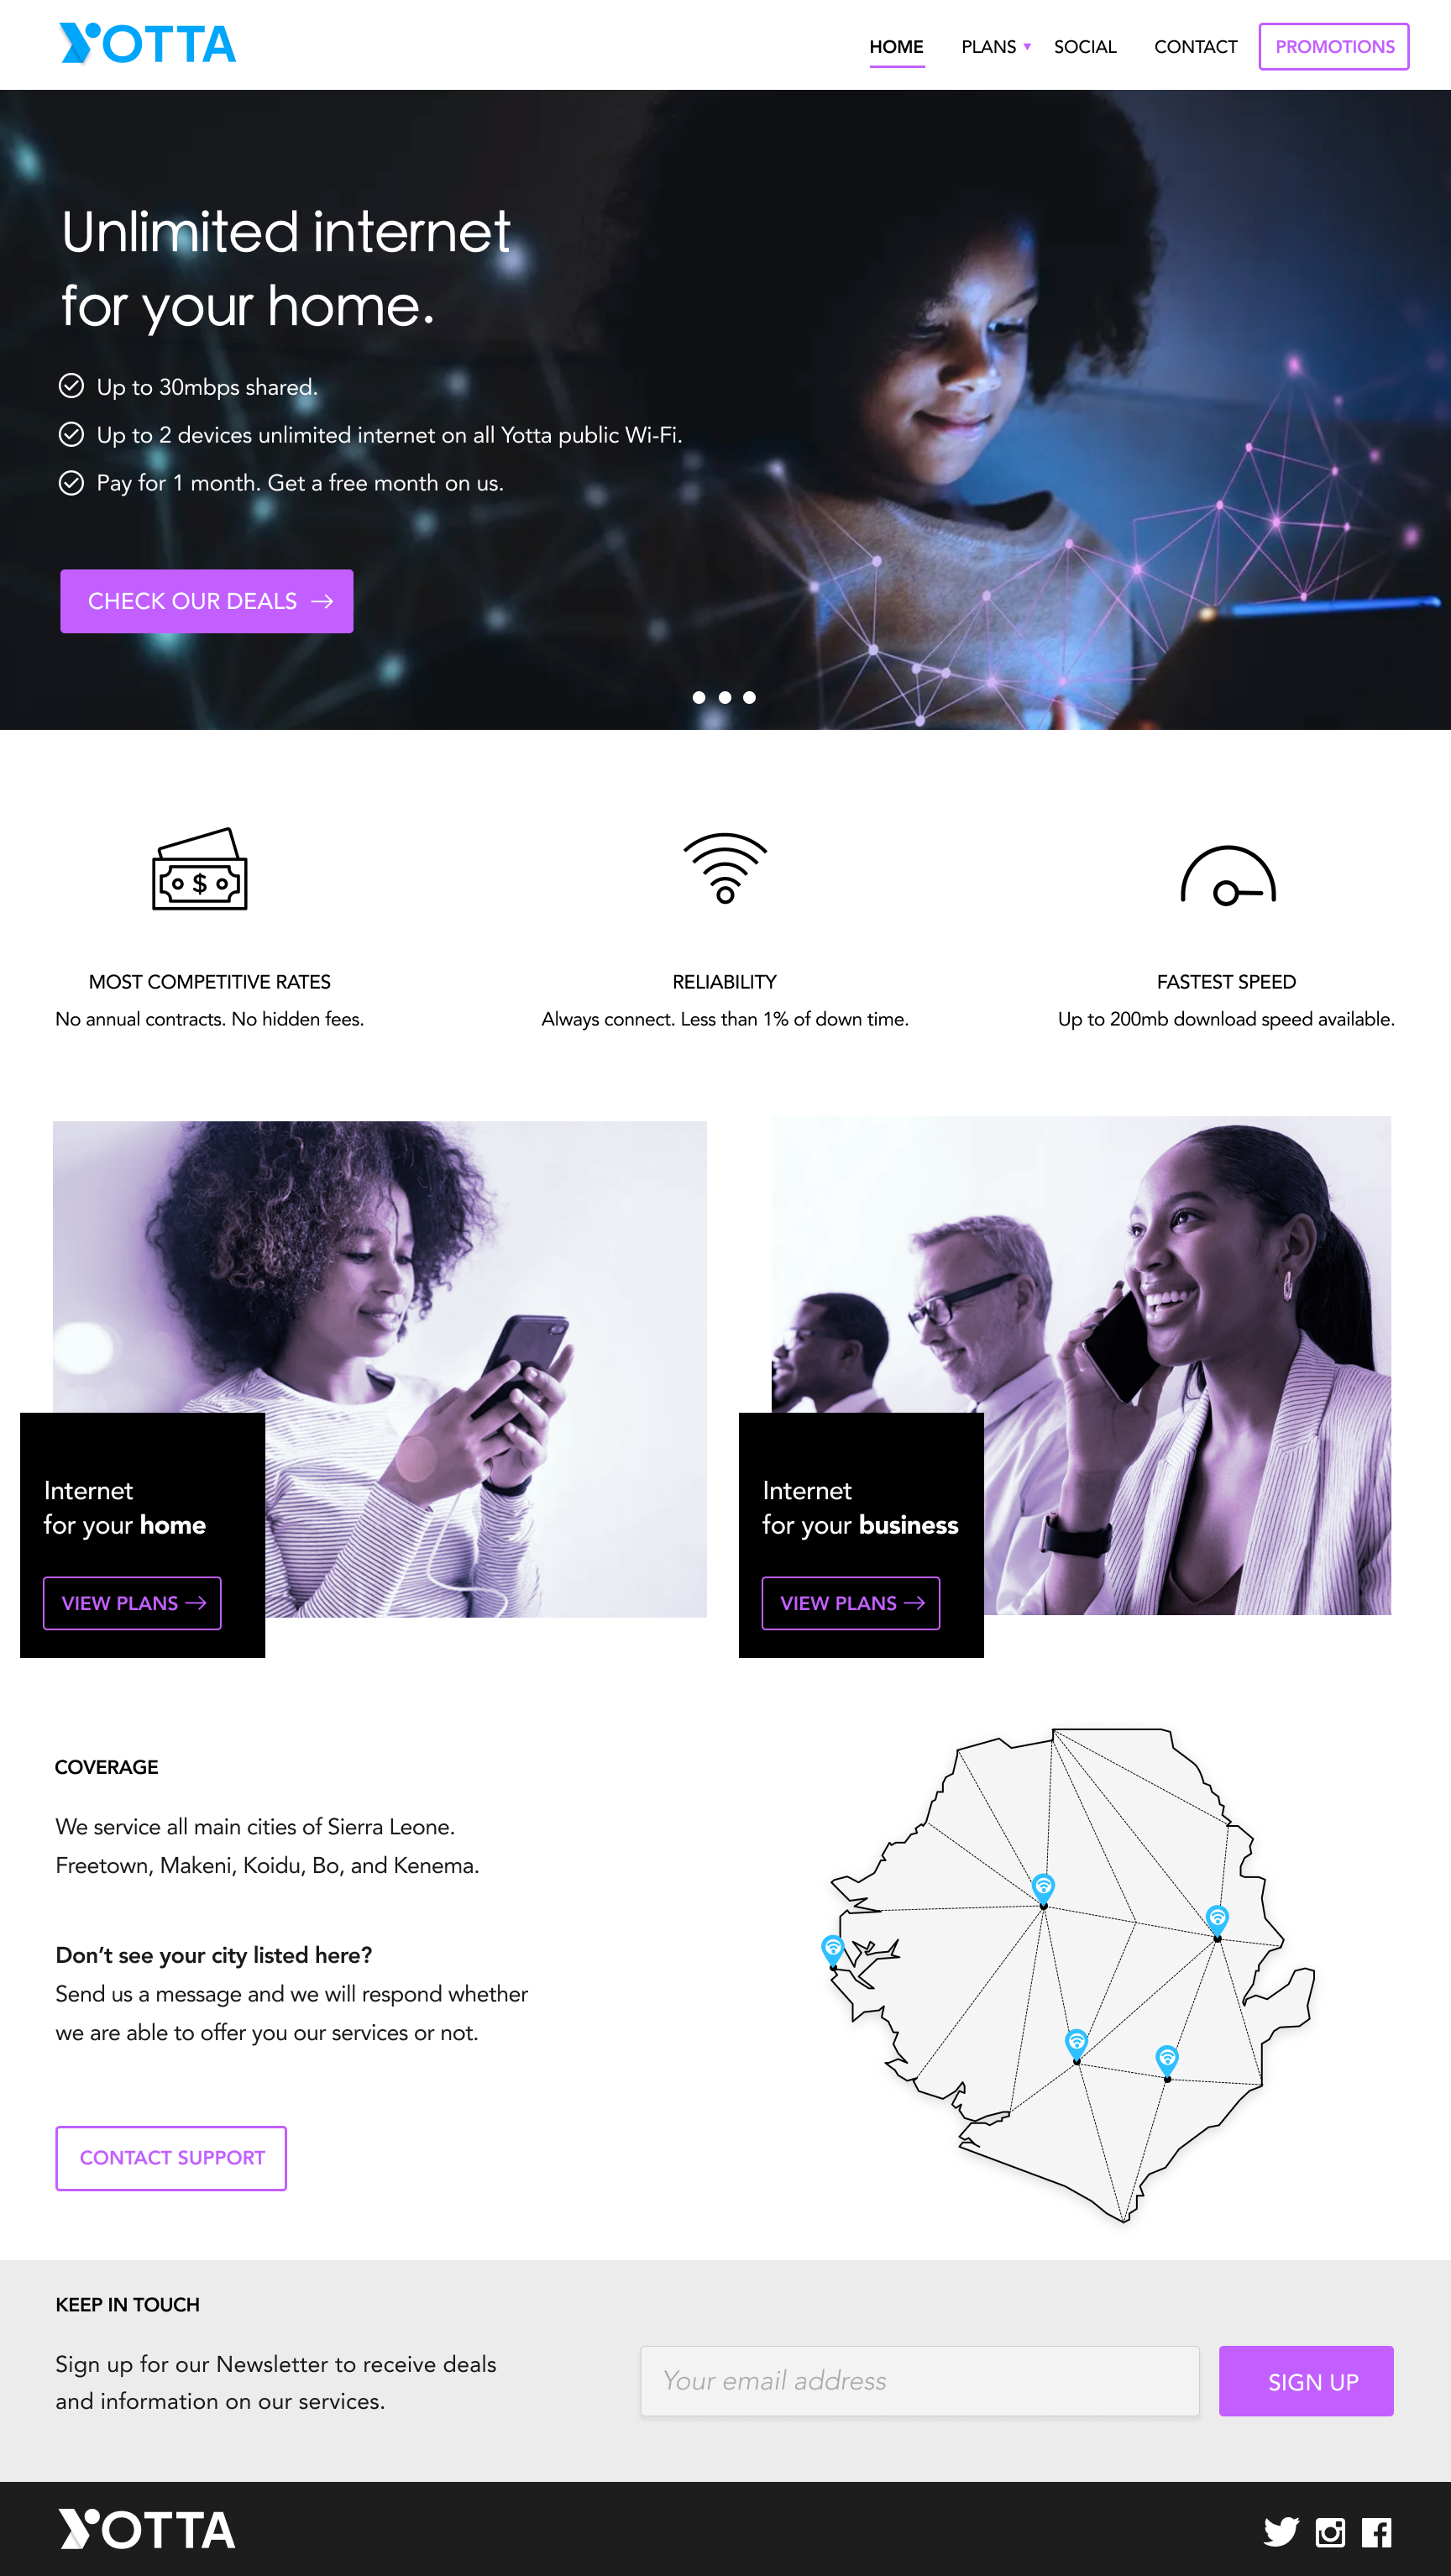 YOTTA
HOME PLANS SOCIAL CONTACT PROMOTIONS
Unlimited internet
for your home.
Up to 30mbps shared.
Up to 2 devices unlimited internet on all Yotta public Wi-Fi.
Pay for 1 month. Get a free month on us.
CHECK OUR DEALS
$
MOST COMPETITIVE RATES
No annual contracts. No hidden fees.
RELIABILITY
Always connect. Less than 1% of down time.
FASTEST SPEED
Up to 200mb download speed available.
Internet
for your home
VIEW PLANS
Internet
for your business
VIEW PLANS
COVERAGE
We service all main cities of Sierra Leone.
Freetown, Makeni, Koidu, Bo, and Kenema.
Don’t see your city listed here?
Send us a message and we will respond whether
we are able to offer you our services or not.
CONTACT SUPPORT
KEEP IN TOUCH
Sign up for our Newsletter to receive deals
and information on our services.
Your email address
SIGN UP
YOTTA